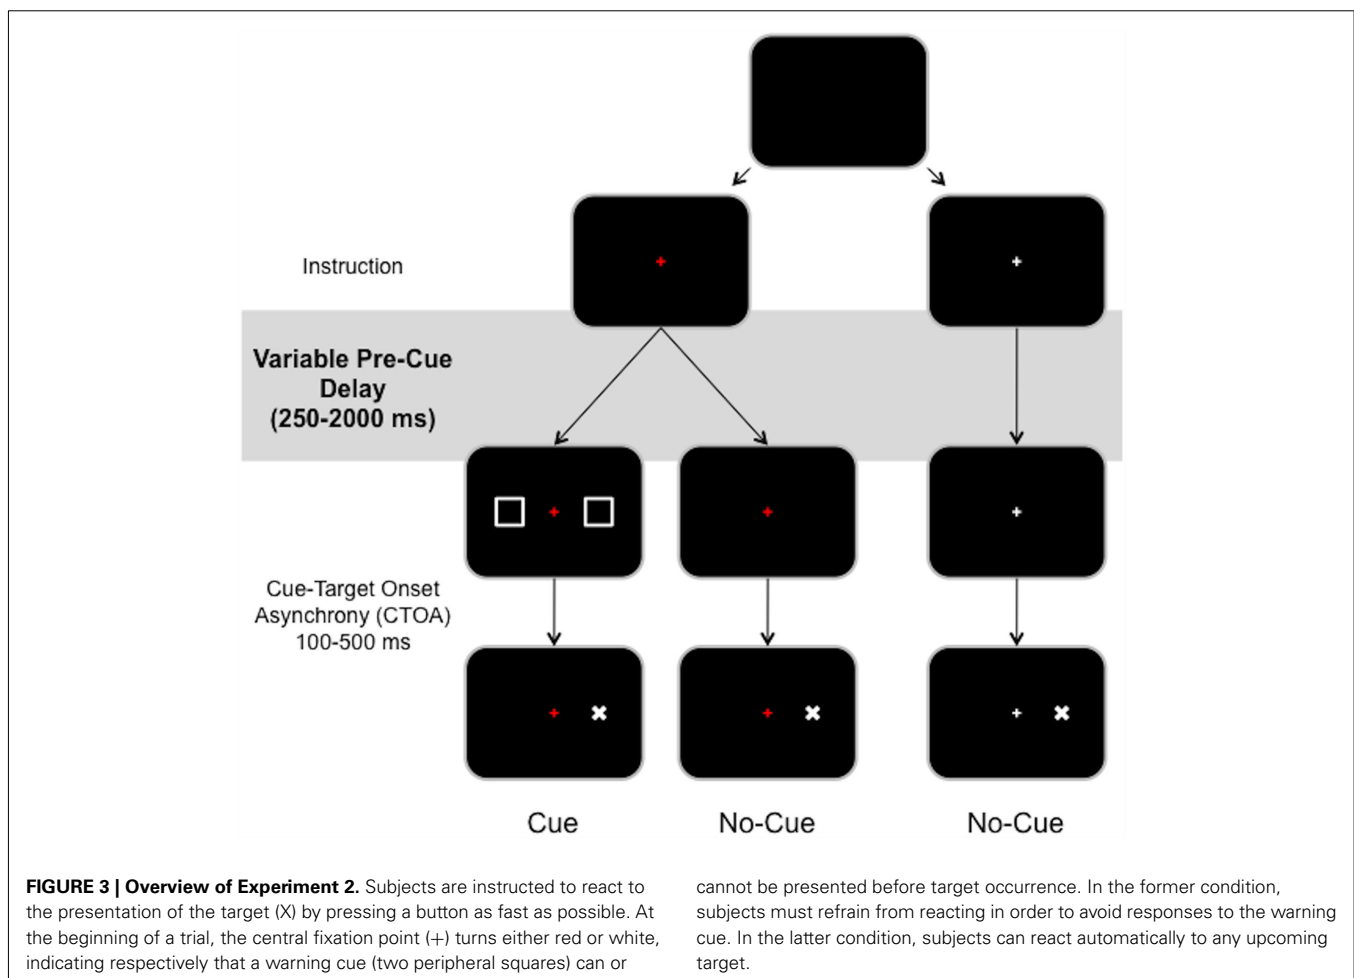 Instruction
Variable Pre-Cue
Delay
(250-2000 ms)
Cue-Target Onset
Asynchrony (CTOA)
100-500 ms
Cue
No-Cue
No-Cue
FIGURE 3 | Overview of Experiment 2. Subjects are instructed to react to
the presentation of the target (X) by pressing a button as fast as possible. At
the beginning of a trial, the central fixation point (+) turns either red or white,
indicating respectively that a warning cue (two peripheral squares) can or
cannot be presented before target occurrence. In the former condition,
subjects must refrain from reacting in order to avoid responses to the warning
cue. In the latter condition, subjects can react automatically to any upcoming
target.